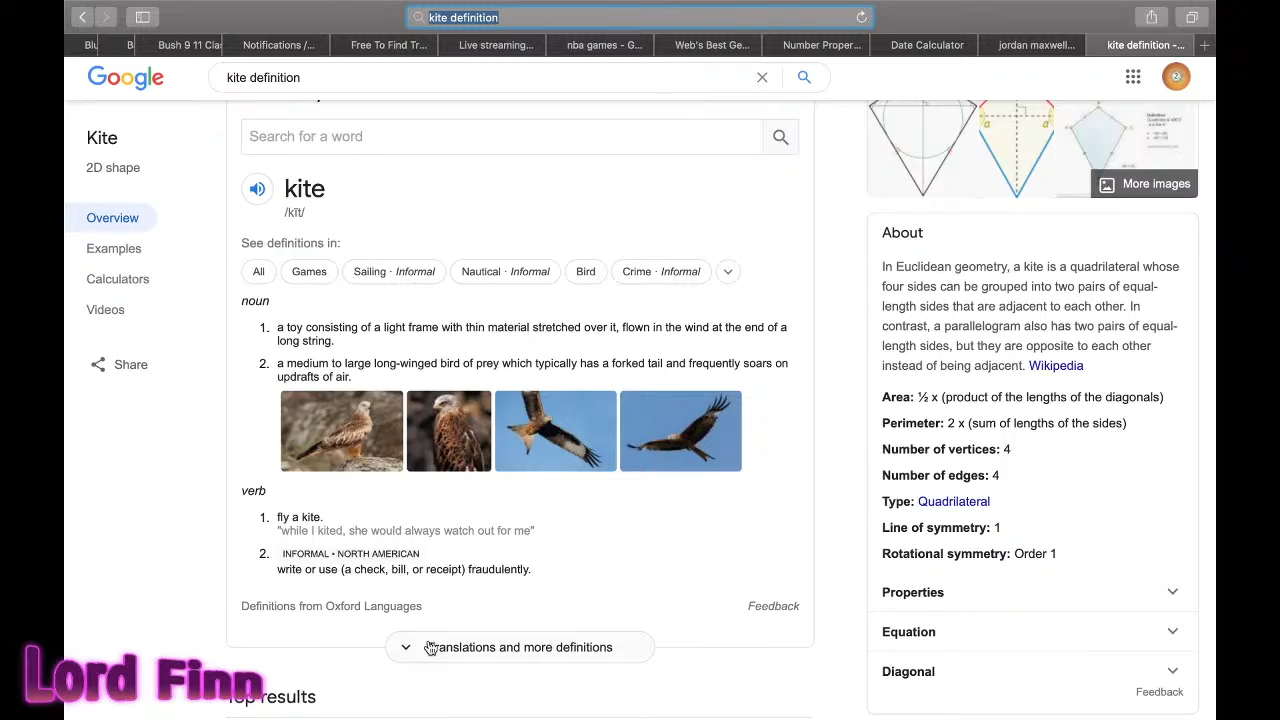 kite definition
Blu
B
Bush 9 11 Clas
Notifications /...
Free To Find Tr...
Live streaming...
nba games - G...
Web's Best Ge...
Number Proper...
Date Calculator
jordan maxwell...
kite definition -...
Google
kite definition
Z
Kite
2D shape
Overview
Examples
Calculators
Videos
Share
Search for a word
kite
/kīt/
See definitions in:
All
Games
Sailing · Informal
Nautical · Informal
Bird
Crime · Informal
noun
1. a toy consisting of a light frame with thin material stretched over it, flown in the wind at the end of a
long string.
2. a medium to large long-winged bird of prey which typically has a forked tail and frequently soars on
updrafts of air.
verb
1. fly a kite.
"while I kited, she would always watch out for me"
2. INFORMAL • NORTH AMERICAN
write or use (a check, bill, or receipt) fraudulently.
Definitions from Oxford Languages
Feedback
Translations and more definitions
Top results
a
d
More images
About
In Euclidean geometry, a kite is a quadrilateral whose
four sides can be grouped into two pairs of equal-
length sides that are adjacent to each other. In
contrast, a parallelogram also has two pairs of equal-
length sides, but they are opposite to each other
instead of being adjacent. Wikipedia
Area: ½ x (product of the lengths of the diagonals)
Perimeter: 2 x (sum of lengths of the sides)
Number of vertices: 4
Number of edges: 4
Type: Quadrilateral
Line of symmetry: 1
Rotational symmetry: Order 1
Properties
Equation
Diagonal
Feedback
Lord Finn